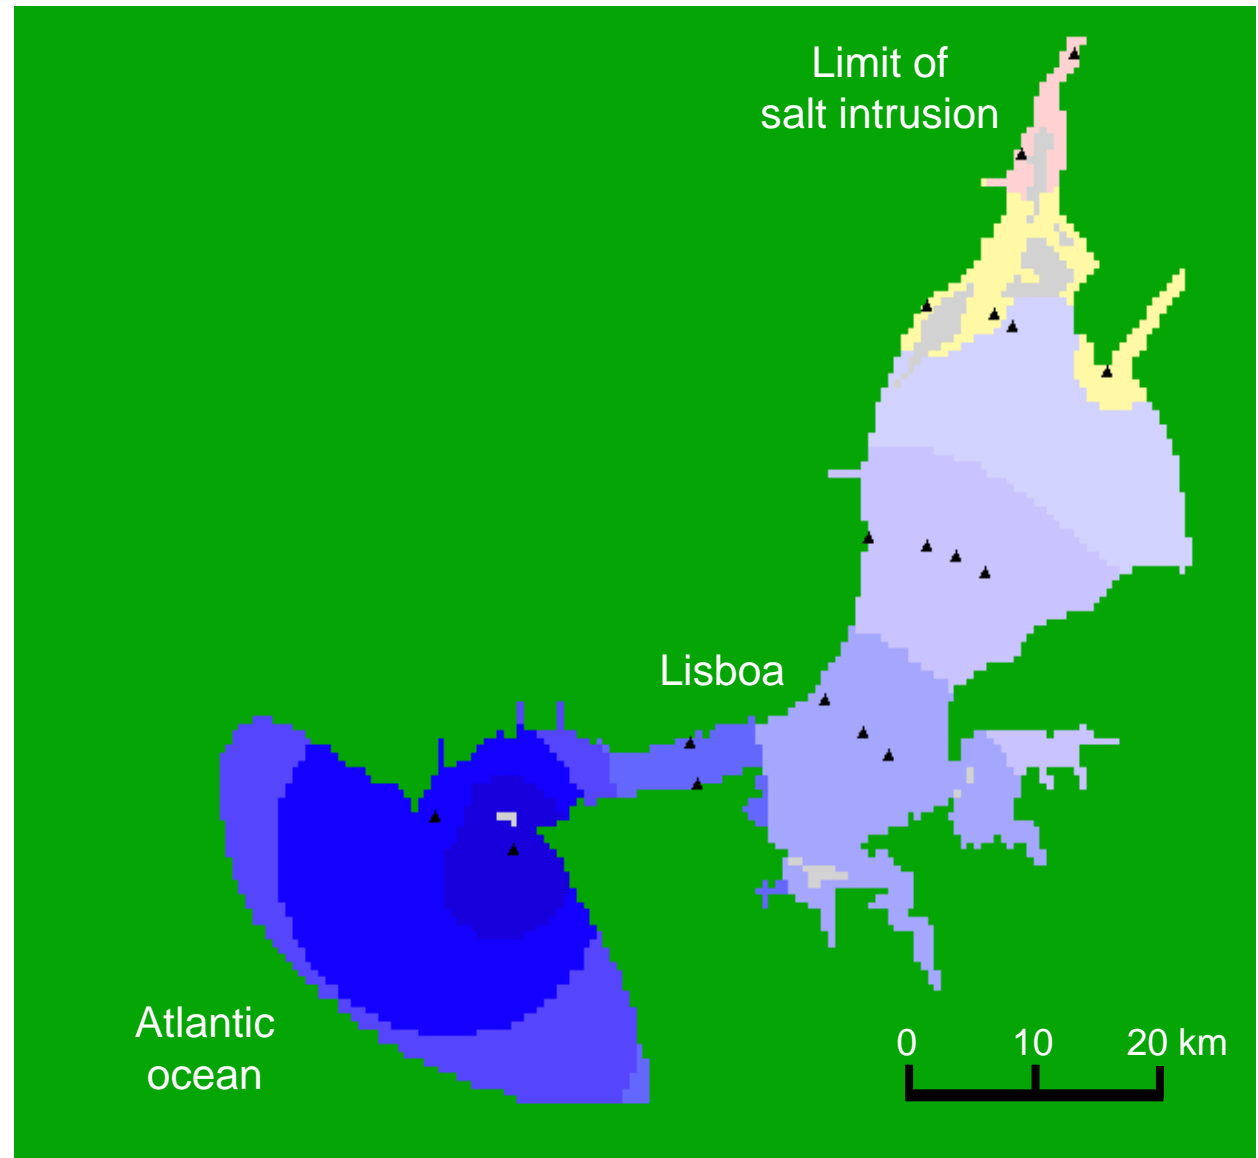 Limit of
salt intrusion
Lisboa
Atlantic
ocean
0 10 20 km